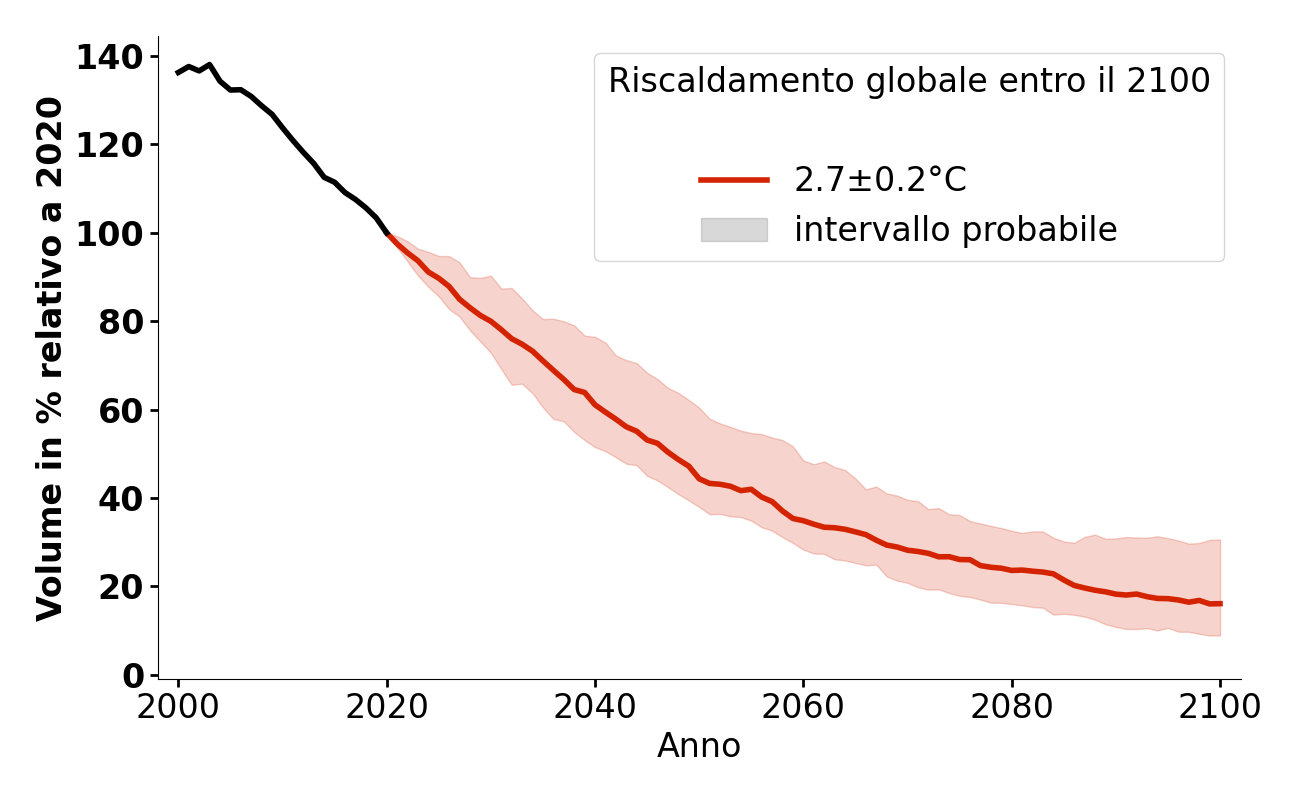 Volume in % relativo a 2020
140
120
100
80
60
40
20
0
Riscaldamento globale entro il 2100
2.7±0.2°C
intervallo probabile
2000 2020 2040 2060 2080 2100
Anno